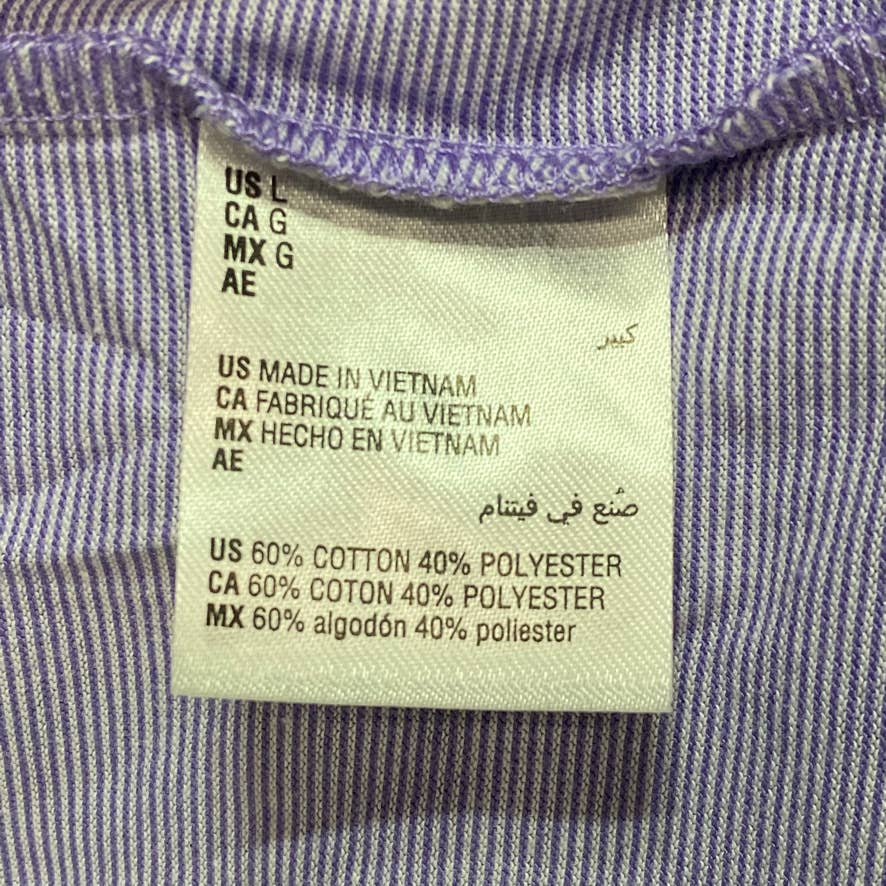 US L
CA G
MX G
AE
كبير
US MADE IN VIETNAM
CA FABRIQUÉ AU VIETNAM
MX HECHO EN VIETNAM
AE
صُنع في فيتنام
US 60% COTTON 40% POLYESTER
CA 60% COTON 40% POLYESTER
MX 60% algodón 40% poliester